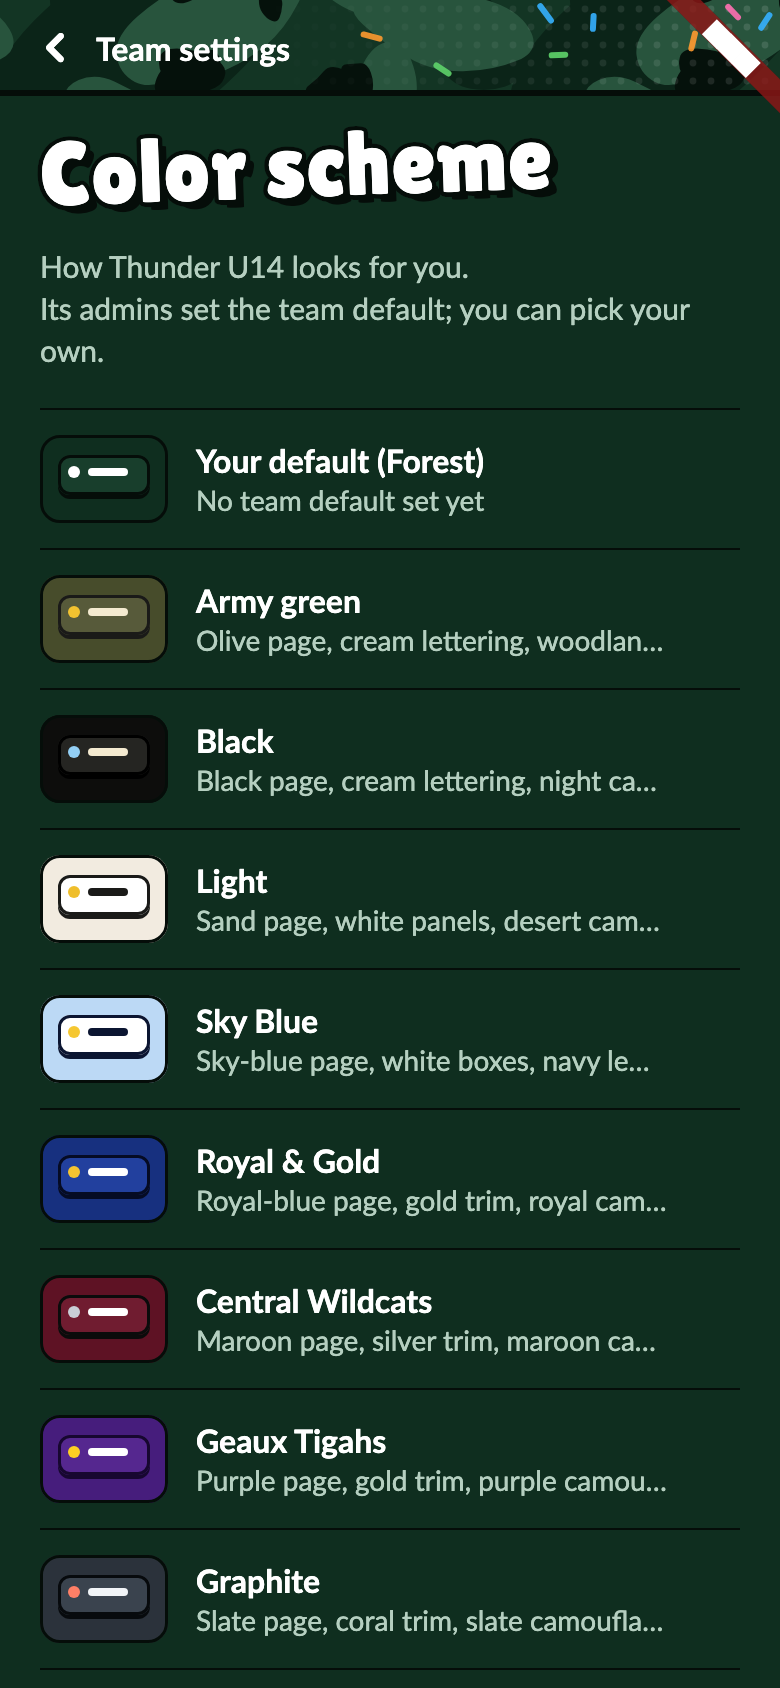 Team settings
Color scheme
How Thunder U14 looks for you.
Its admins set the team default; you can pick your
own.
Your default (Forest)
No team default set yet
Army green
Olive page, cream lettering, woodlan...
Black
Black page, cream lettering, night ca...
Light
Sand page, white panels, desert cam...
Sky Blue
Sky-blue page, white boxes, navy le...
Royal & Gold
Royal-blue page, gold trim, royal cam...
Central Wildcats
Maroon page, silver trim, maroon ca...
Geaux Tigahs
Purple page, gold trim, purple camou...
Graphite
Slate page, coral trim, slate camoufla...